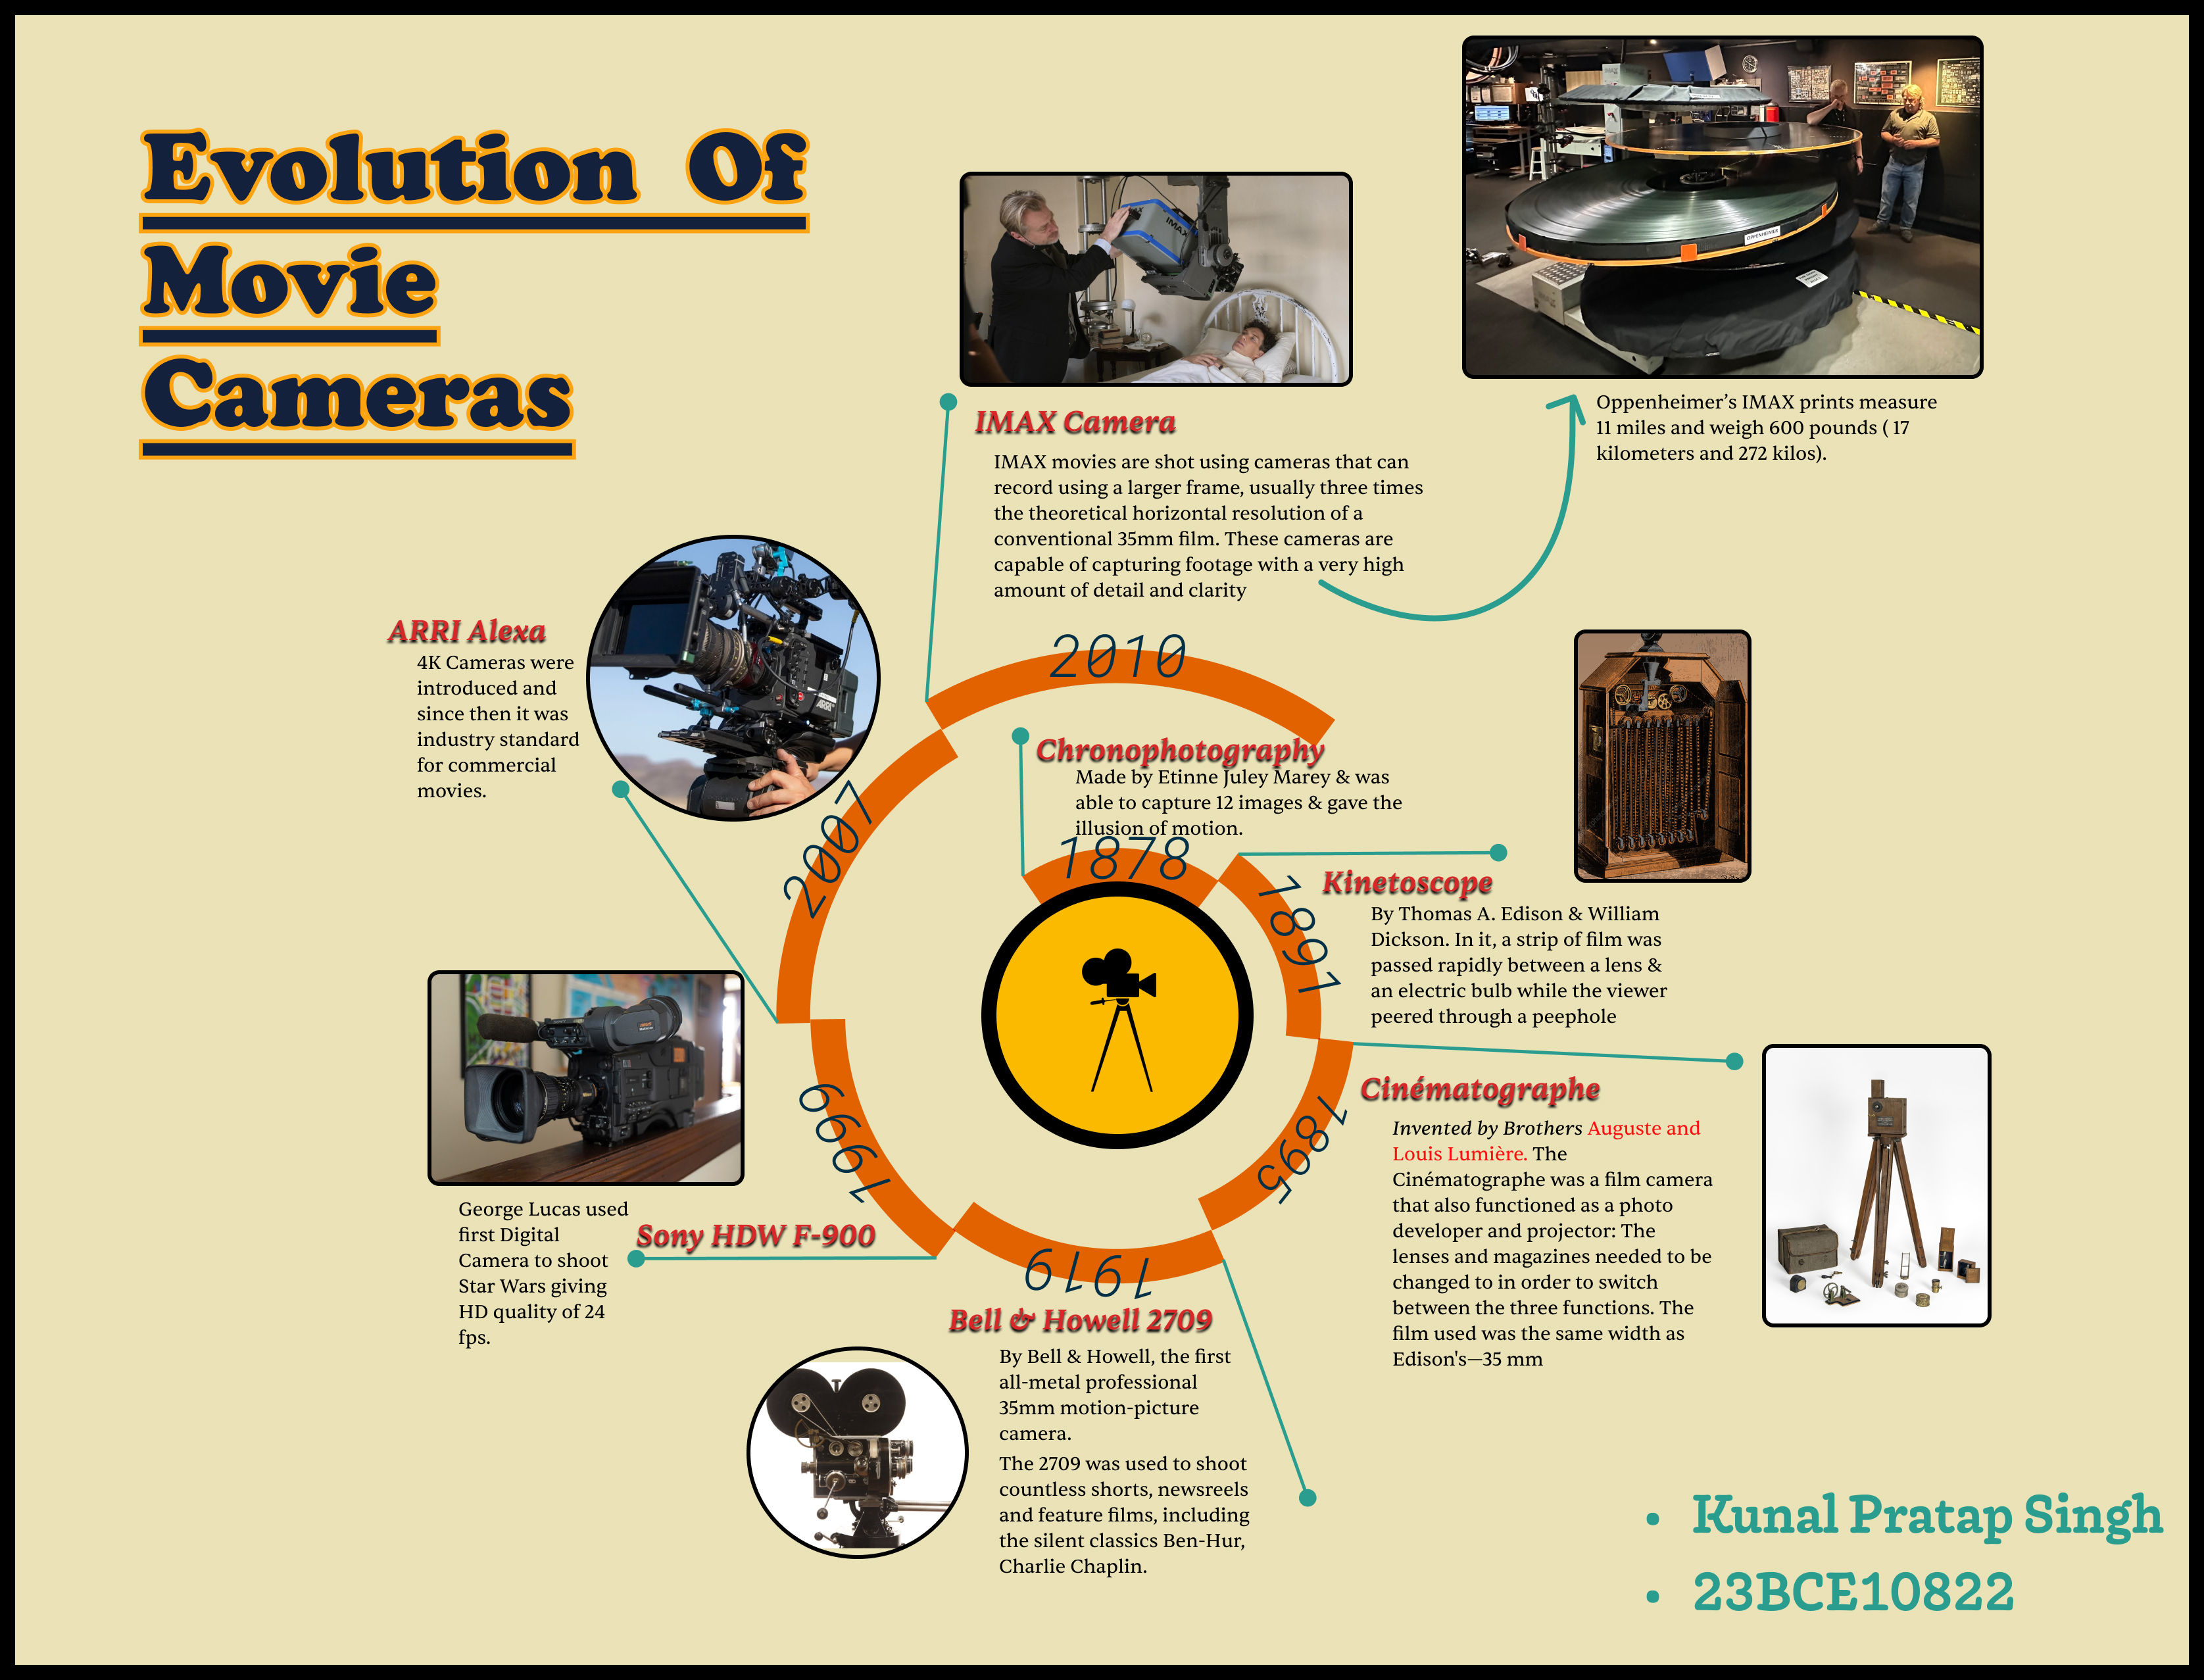 Evolution Of
Movie
Cameras
IMAX
OPPENHEIMER
Oppenheimer’s IMAX prints measure
11 miles and weigh 600 pounds ( 17
kilometers and 272 kilos).
IMAX Camera
IMAX movies are shot using cameras that can
record using a larger frame, usually three times
the theoretical horizontal resolution of a
conventional 35mm film. These cameras are
capable of capturing footage with a very high
amount of detail and clarity
2010
ARRI Alexa
4K Cameras were
introduced and
since then it was
industry standard
for commercial
movies.
ARRI
2007
Chronophotography
Made by Etinne Juley Marey & was
able to capture 12 images & gave the
illusion of motion.
1878
Kinetoscope
By Thomas A. Edison & William
Dickson. In it, a strip of film was
passed rapidly between a lens &
an electric bulb while the viewer
peered through a peephole
1891
Cinématographe
Invented by Brothers Auguste and
Louis Lumière. The
Cinématographe was a film camera
that also functioned as a photo
developer and projector: The
lenses and magazines needed to be
changed to in order to switch
between the three functions. The
film used was the same width as
Edison's—35 mm
1895
1999
George Lucas used
first Digital
Camera to shoot
Star Wars giving
HD quality of 24
fps.
Sony HDW F-900
1919
Bell & Howell 2709
By Bell & Howell, the first
all-metal professional
35mm motion-picture
camera.
The 2709 was used to shoot
countless shorts, newsreels
and feature films, including
the silent classics Ben-Hur,
Charlie Chaplin.
• Kunal Pratap Singh
• 23BCE10822